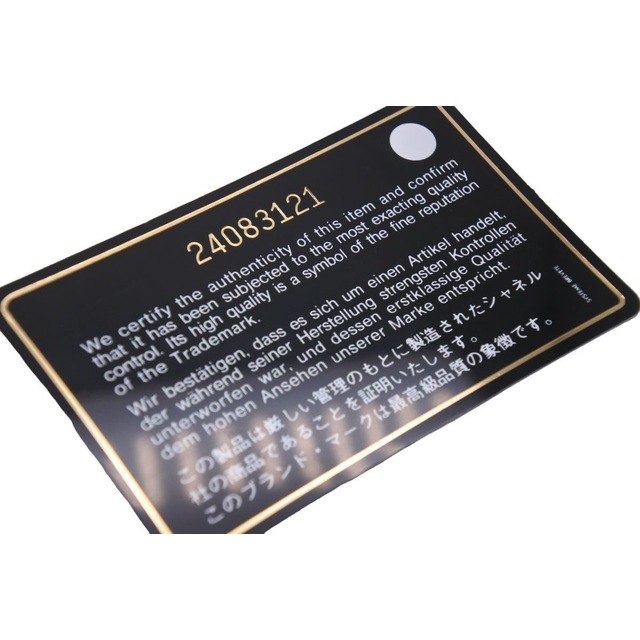 24083121
We certify the authenticity of this item and confirm
that it has been subjected to the most exacting quality
control. Its high quality is a symbol of the fine reputation
of the Trademark.
Wir bestätigen, dass es sich um einen Artikel handelt,
der während seiner Herstellung strengsten Kontrollen
unterworfen war, und dessen erstklassige Qualität
dem hohen Ansehen unserer Marke entspricht.
この製品は厳しい管理のもとに製造されたシャネル
社の商品であることを証明いたします。
このブランド・マークは最高級品質の象徴です。
SYSTEME BREVETE